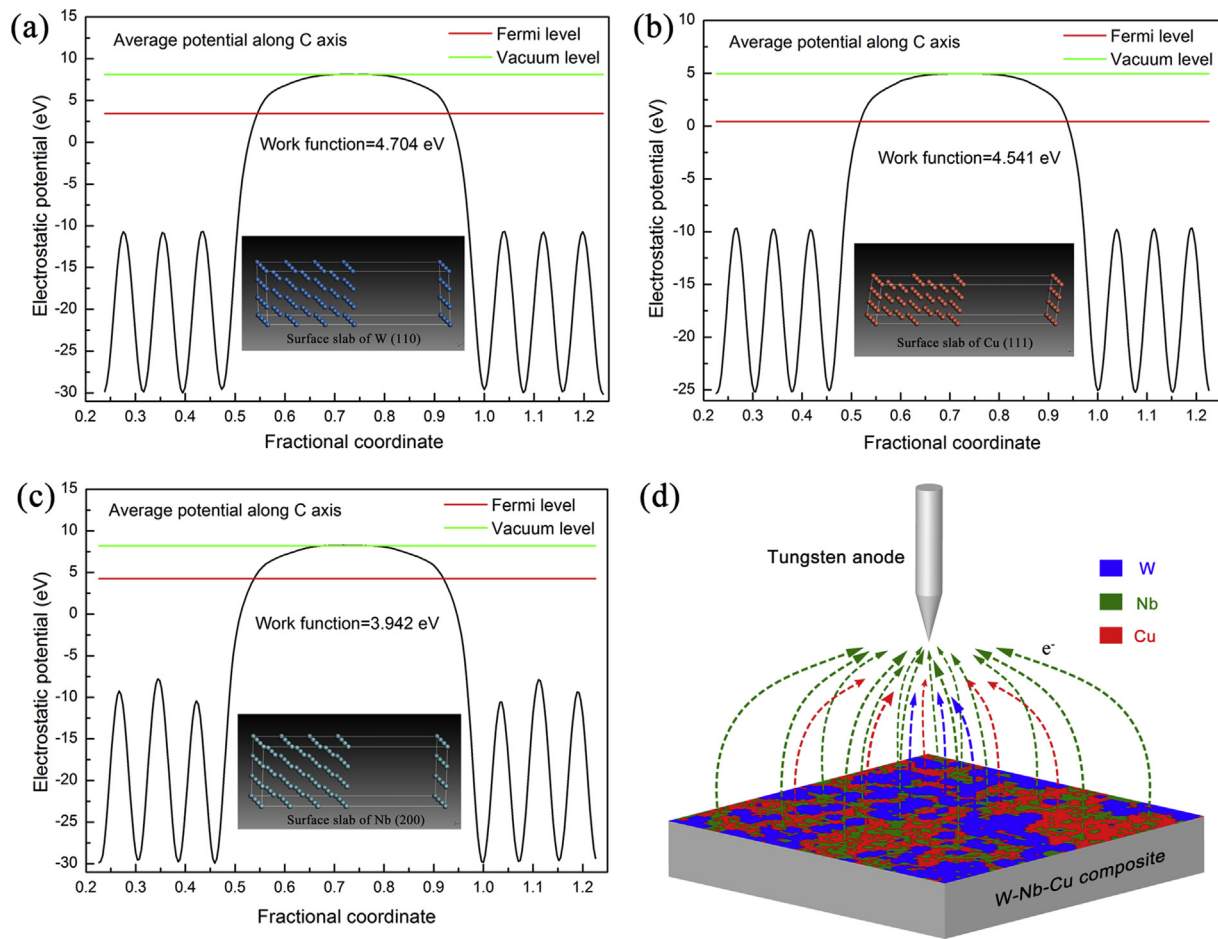 (a)
Average potential along C axis
Fermi level
Vacuum level
Work function=4.704 eV
Surface slab of W (110)
Electrostatic potential (eV)
15
10
5
0
-5
-10
-15
-20
-25
-30
0.2 0.3 0.4 0.5 0.6 0.7 0.8 0.9 1.0 1.1 1.2
Fractional coordinate
(b)
Average potential along C axis
Fermi level
Vacuum level
Work function=4.541 eV
Surface slab of Cu (111)
Electrostatic potential (eV)
10
5
0
-5
-10
-15
-20
-25
0.2 0.3 0.4 0.5 0.6 0.7 0.8 0.9 1.0 1.1 1.2
Fractional coordinate
(c)
Average potential along C axis
Fermi level
Vacuum level
Work function=3.942 eV
Surface slab of Nb (200)
Electrostatic potential (eV)
15
10
5
0
-5
-10
-15
-20
-25
-30
0.2 0.3 0.4 0.5 0.6 0.7 0.8 0.9 1.0 1.1 1.2
Fractional coordinate
(d)
Tungsten anode
W
Nb
Cu
e-
W-Nb-Cu composite